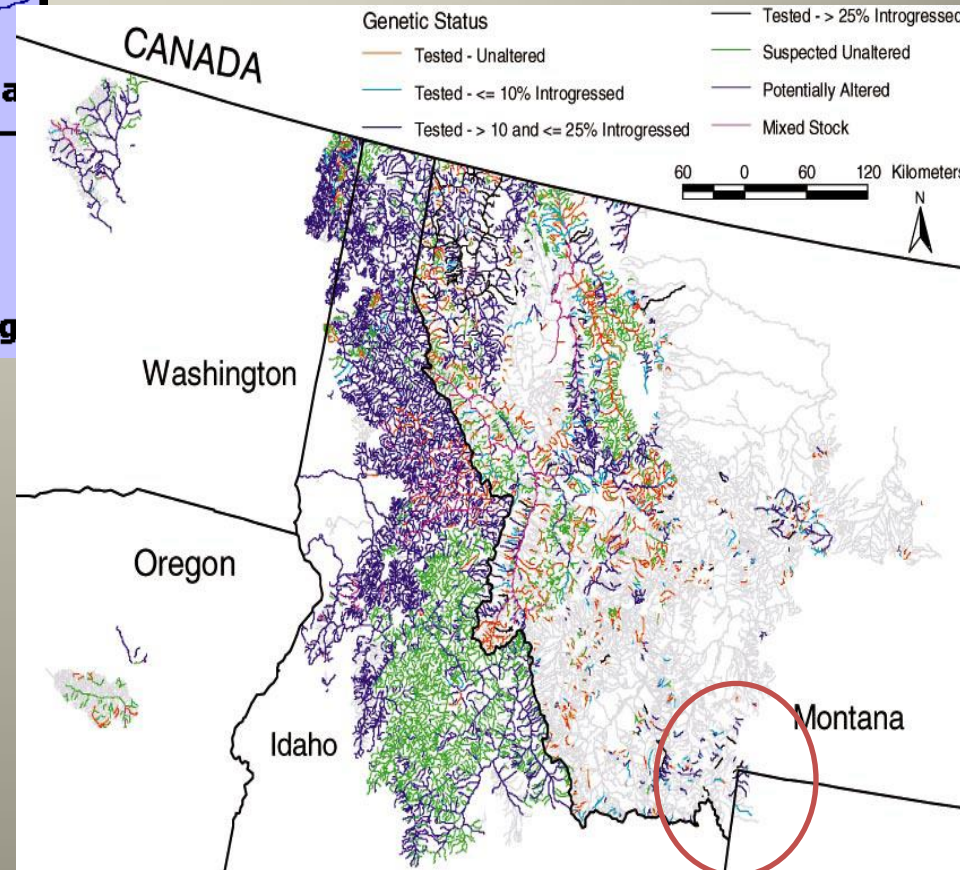 a
g
CANADA
Genetic Status
Tested - Unaltered
Tested - <= 10% Introgressed
Tested - > 10 and <= 25% Introgressed
Tested - > 25% Introgressed
Suspected Unaltered
Potentially Altered
Mixed Stock
60 0 60 120 Kilometers
N
Washington
Oregon
Idaho
Montana